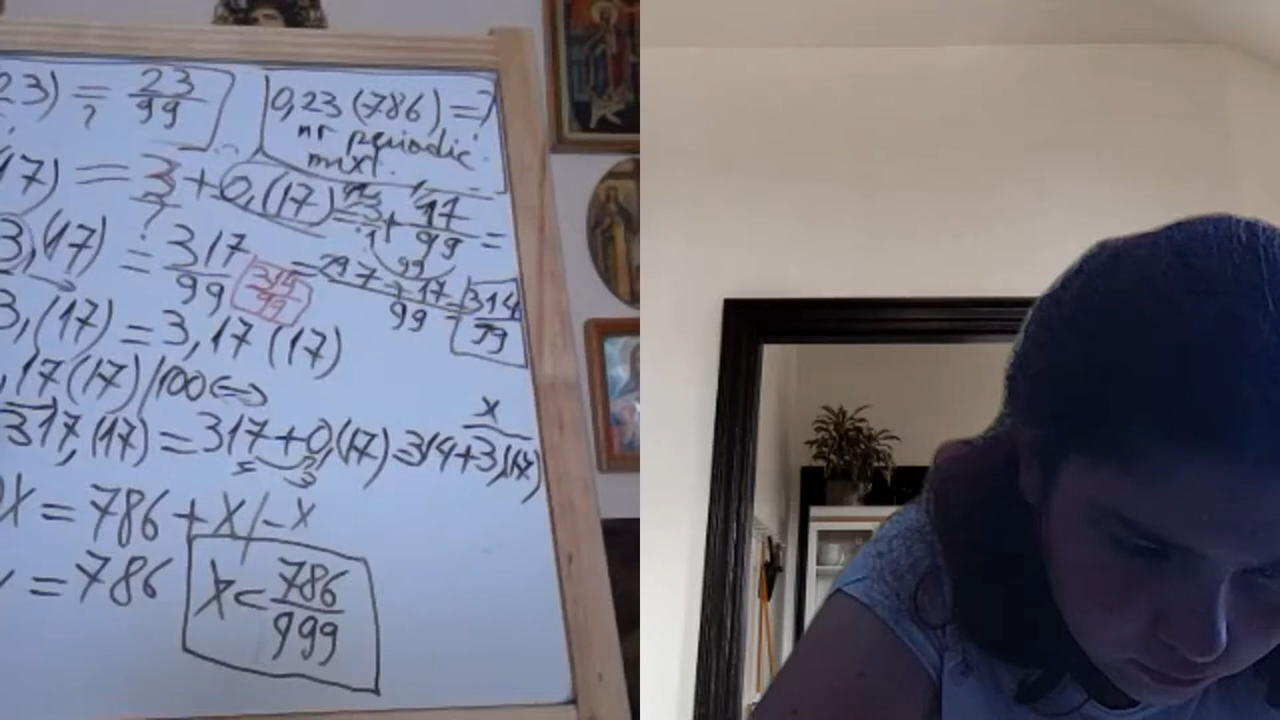 23) = 23/99
?
0,23 (786) = ?
nr periodic
mixt.
17) = 3 + 0,(17) = 3/1 + 17/99 =
?
3,(17) = 317/99 314/99
= 297 + 17/99 = 314/99
3,(17) = 3,17 (17)
,17(17) / 100 <=>
x
317,(17) = 317 + 0,(17) = 314 + 3,(17)
3
X = 786 + X / - X
= 786
X = 786/999